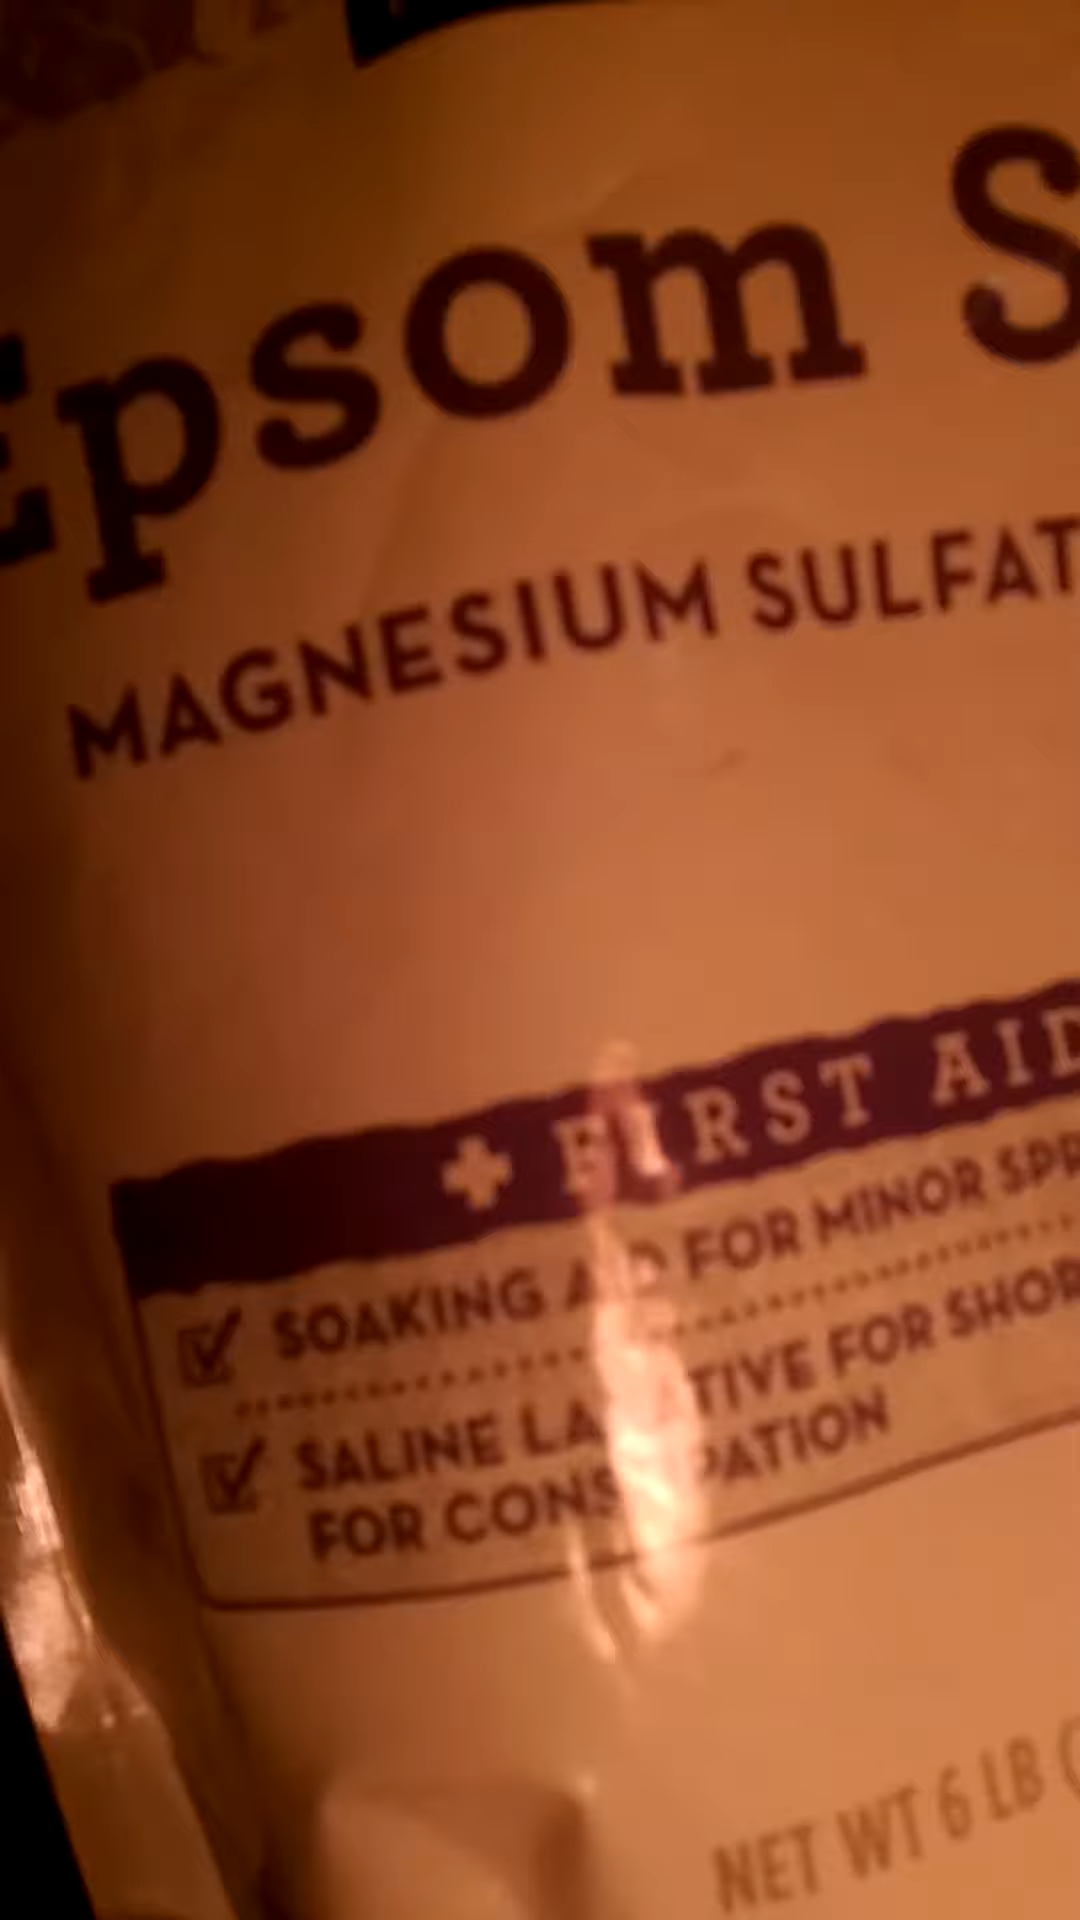 Epsom S
MAGNESIUM SULFAT
FIRST AID
SOAKING AID FOR MINOR SPR
SALINE LAXATIVE FOR SHOR
FOR CONSTIPATION
NET WT 6 LB (